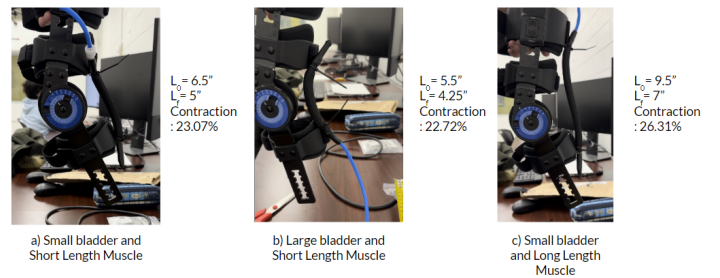 L₀= 6.5”
Lf= 5”
Contraction
: 23.07%
a) Small bladder and
Short Length Muscle
L₀= 5.5”
Lf= 4.25”
Contraction
: 22.72%
b) Large bladder and
Short Length Muscle
L₀= 9.5”
Lf= 7”
Contraction
: 26.31%
c) Small bladder
and Long Length
Muscle